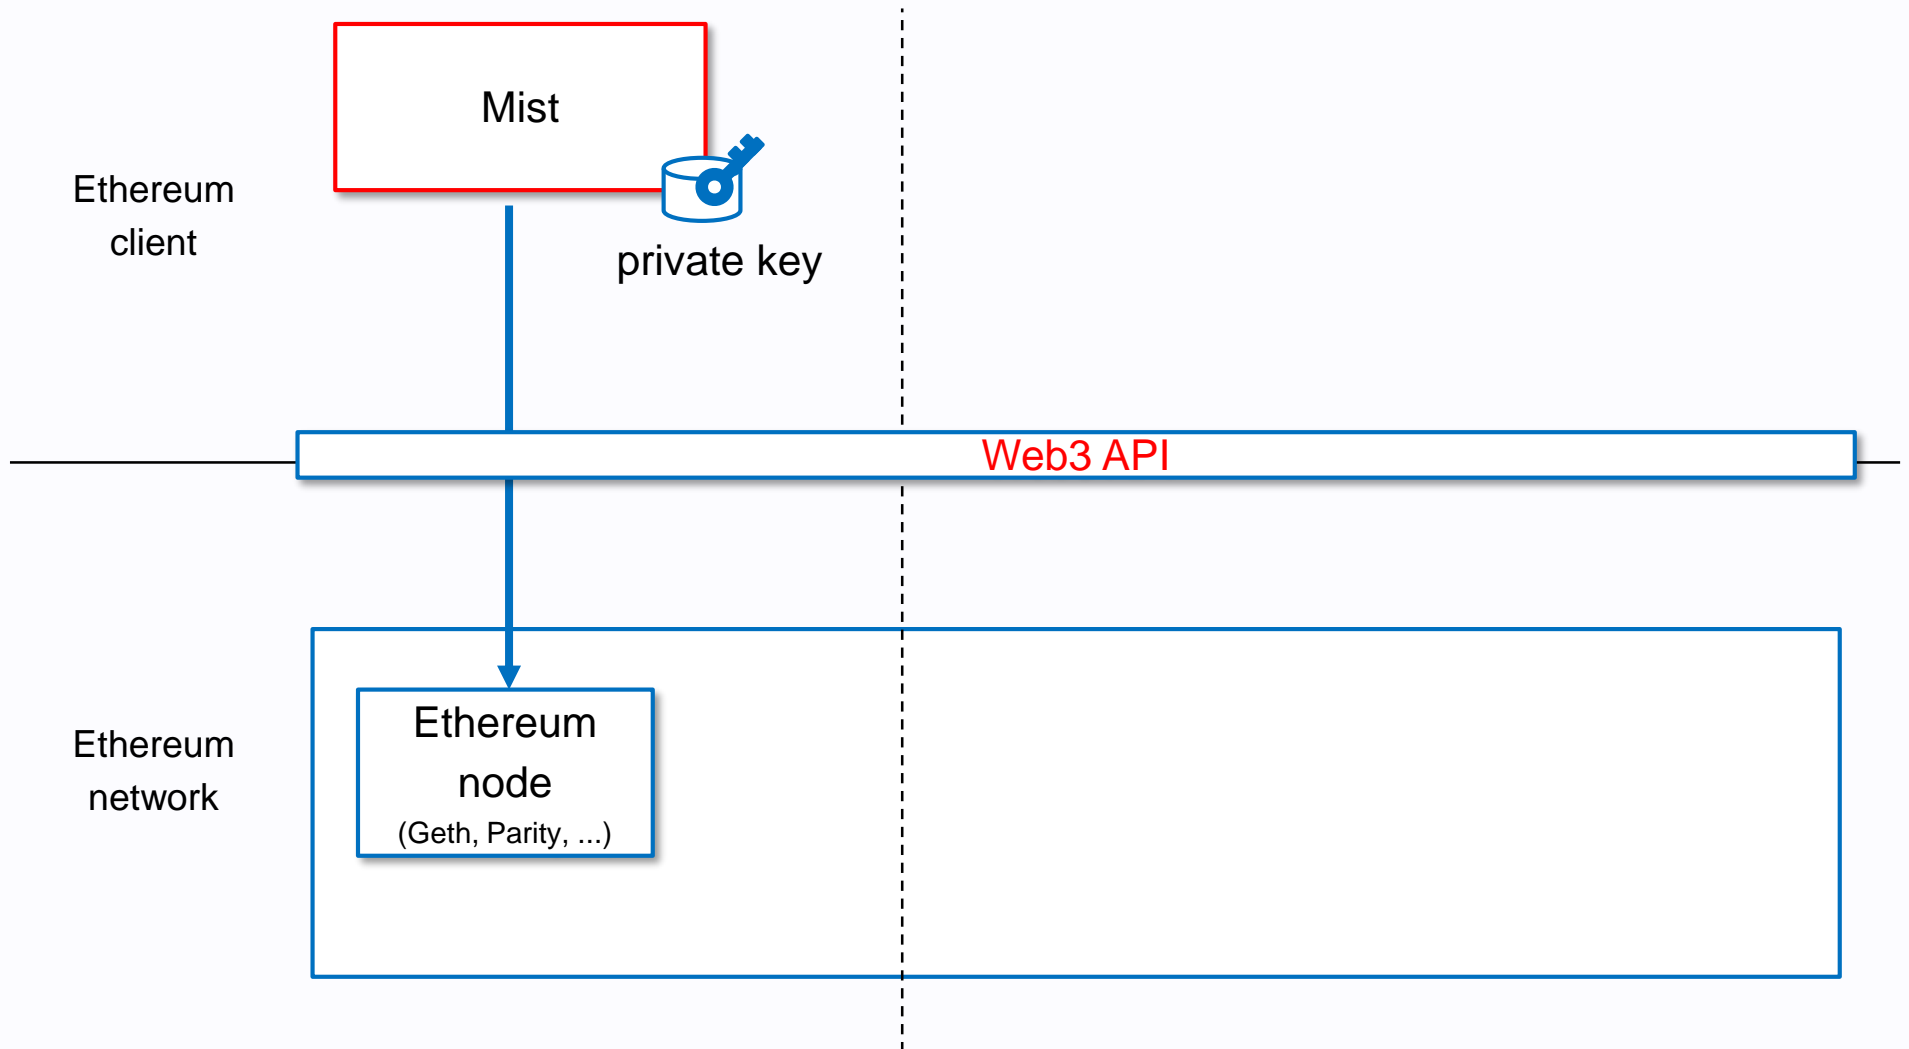 Mist
Ethereum
client
private key
Web3 API
Ethereum
node
(Geth, Parity, ...)
Ethereum
network